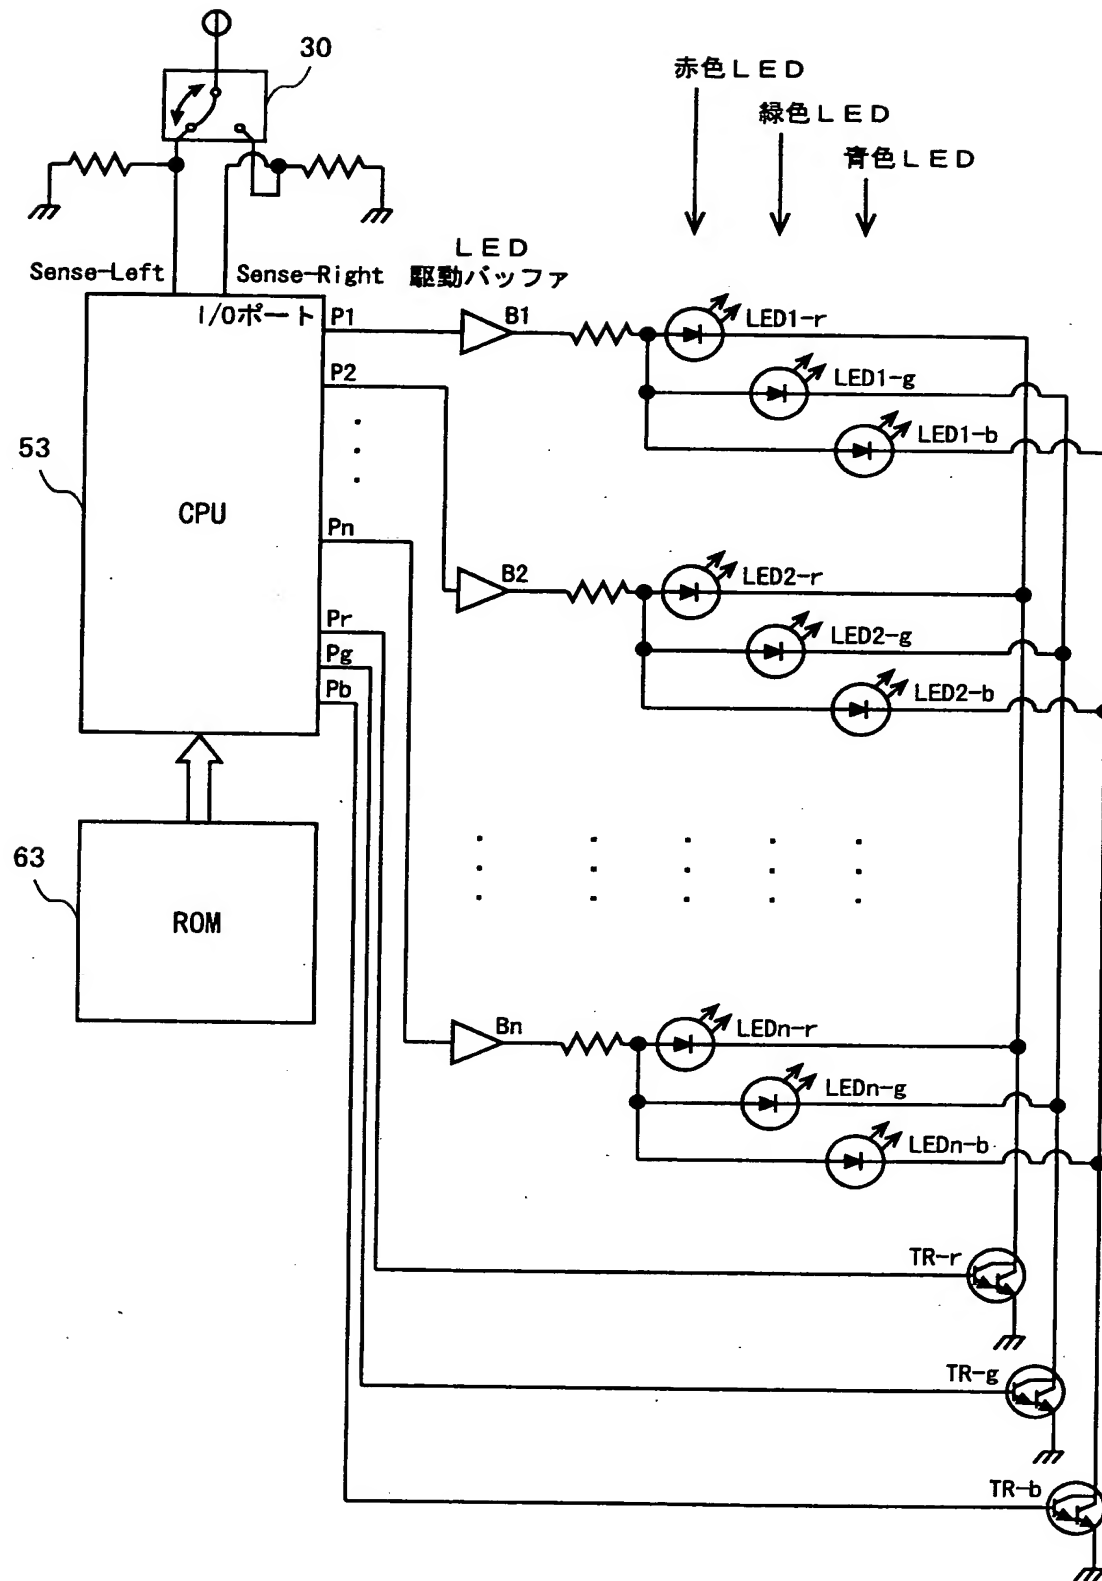 30
赤色LED
緑色LED
青色LED
LED
駆動バッファ
Sense-Left
Sense-Right
I/Oポート
P1
B1
LED1-r
P2
LED1-g
LED1-b
53
CPU
Pn
B2
LED2-r
Pr
Pg
LED2-g
Pb
LED2-b
63
ROM
Bn
LEDn-r
LEDn-g
LEDn-b
TR-r
TR-g
TR-b